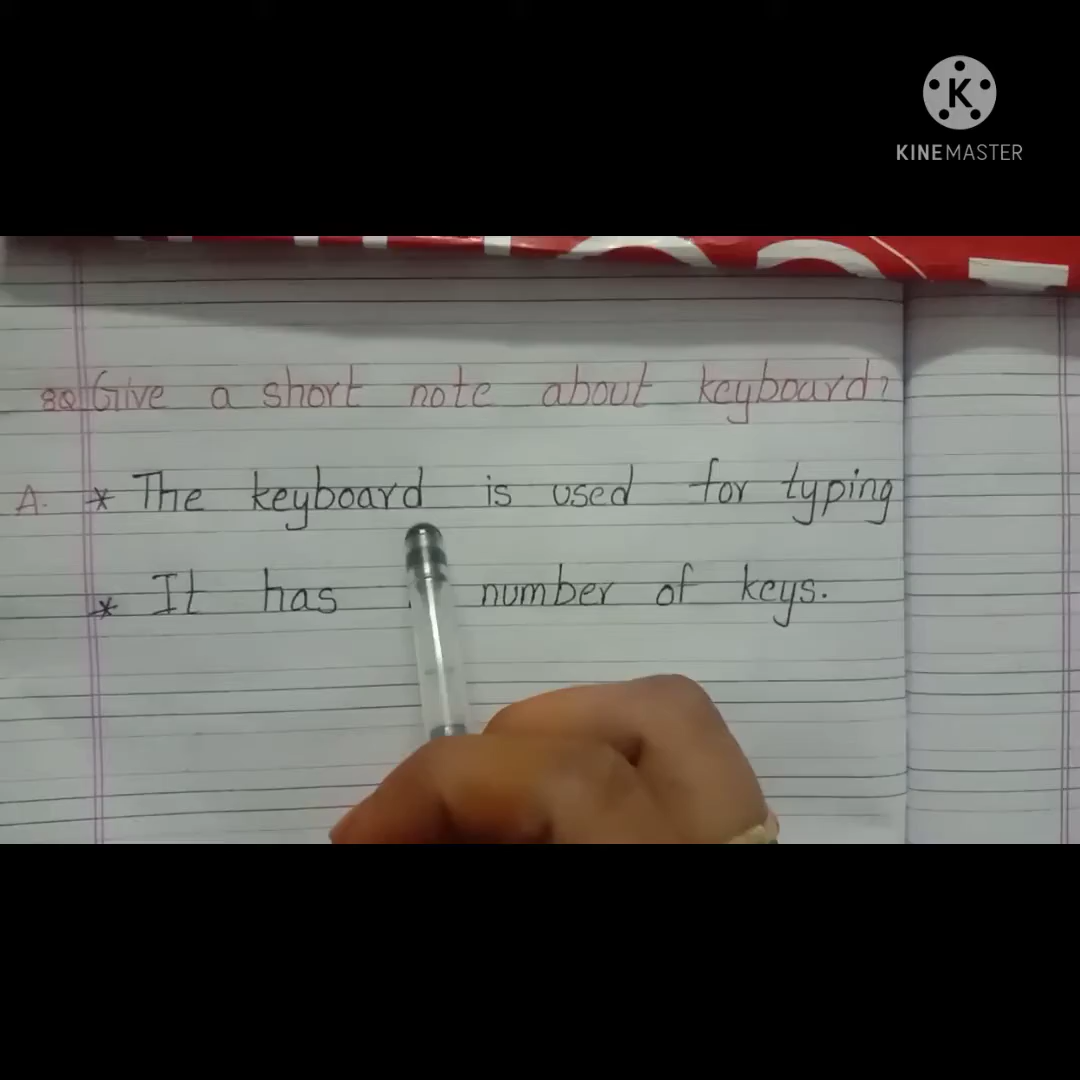 KINEMASTER
8Q Give a short note about keyboard?
A. * The keyboard is used for typing
* It has number of keys.